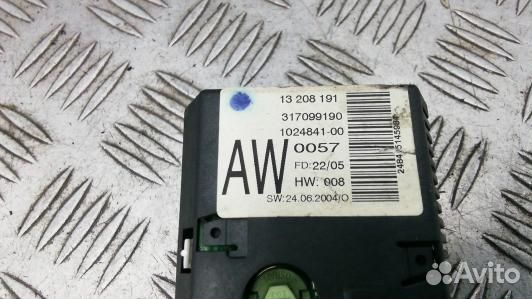 13 208 191
317099190
1024841-00
AW
0057
FD: 22/05
HW: 008
SW: 24.06.2004/O
Avito